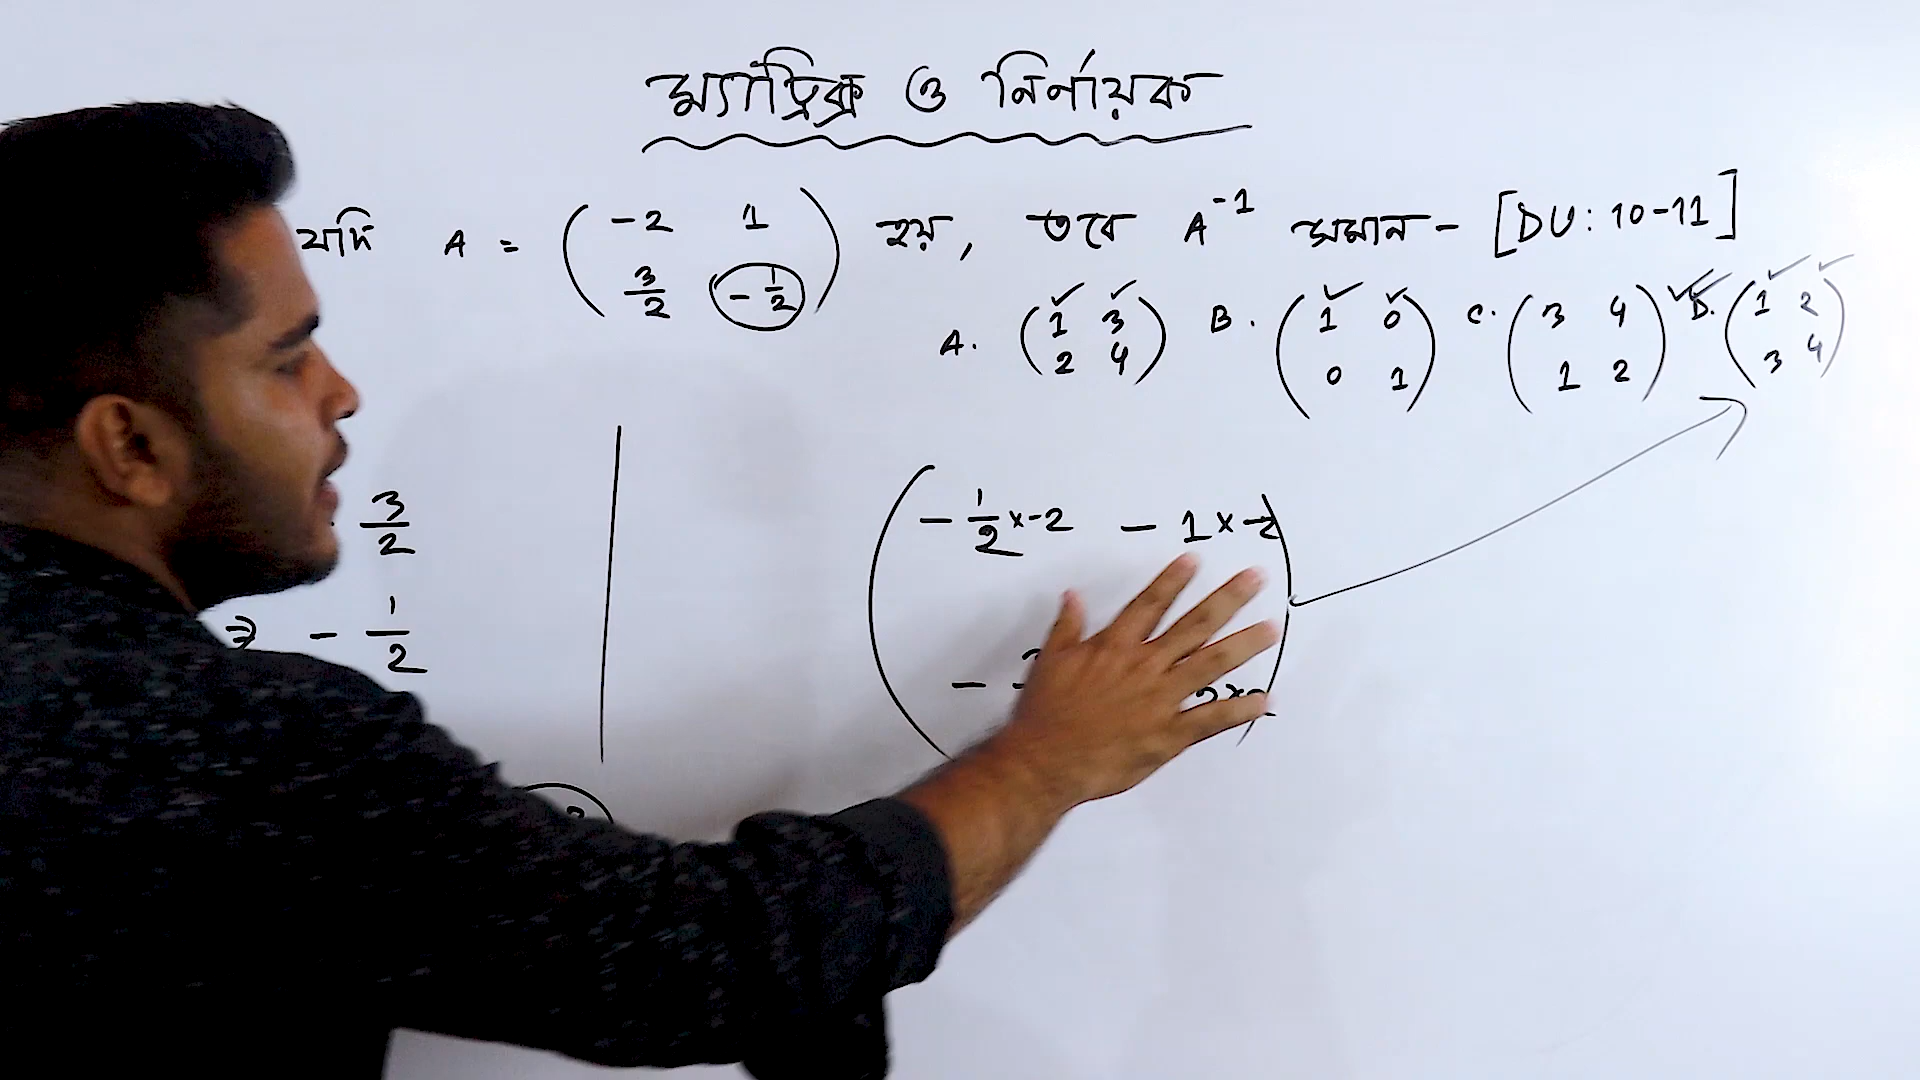 ম্যাট্রিক্স ও নির্ণায়ক
যদি A = (-2 1 / 3/2 -1/2) হয়, তবে A^-1 সমান- [DU: 10-11]
A. (1 3 / 2 4) B. (1 0 / 0 1) C. (3 4 / 1 2) D. (1 2 / 3 4)
3/2
⇒ - 1/2
(-1/2 × -2 - 1 × -2
-